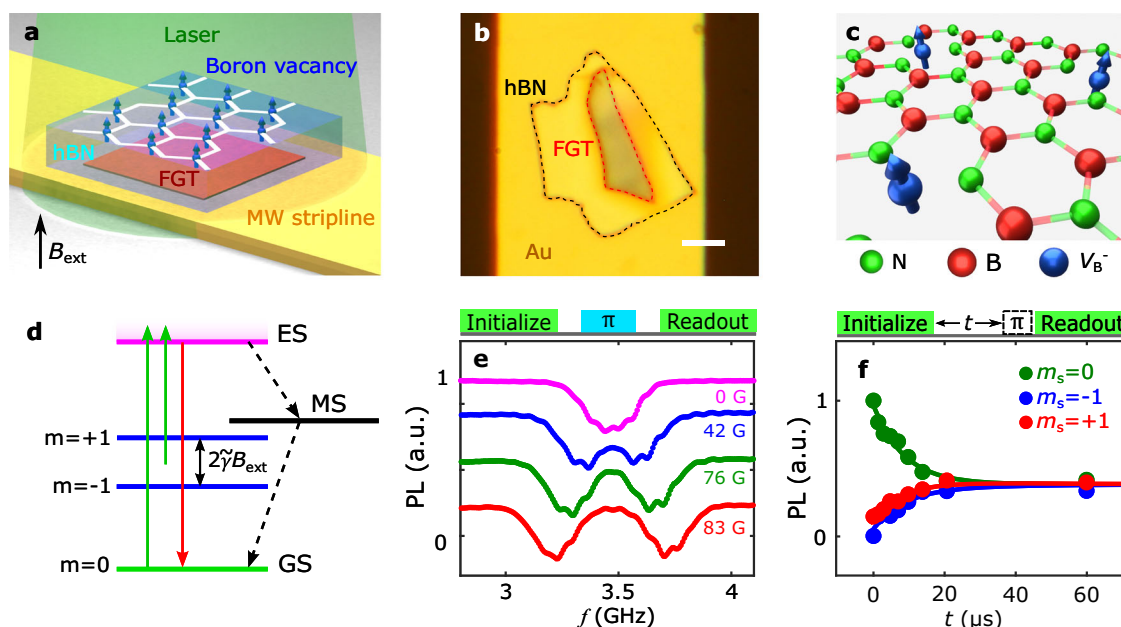 a
Laser
Boron vacancy
hBN
FGT
MW stripline
B_ext
b
hBN
FGT
Au
c
N B V_B^-
d
ES
MS
m=+1
2γ̃B_ext
m=-1
m=0
GS
Initialize π Readout
e
1
0 G
42 G
76 G
83 G
0
PL (a.u.)
3 3.5 4
f (GHz)
Initialize t π Readout
f
m_s=0
m_s=-1
m_s=+1
1
0
PL (a.u.)
0 20 40 60
t (μs)